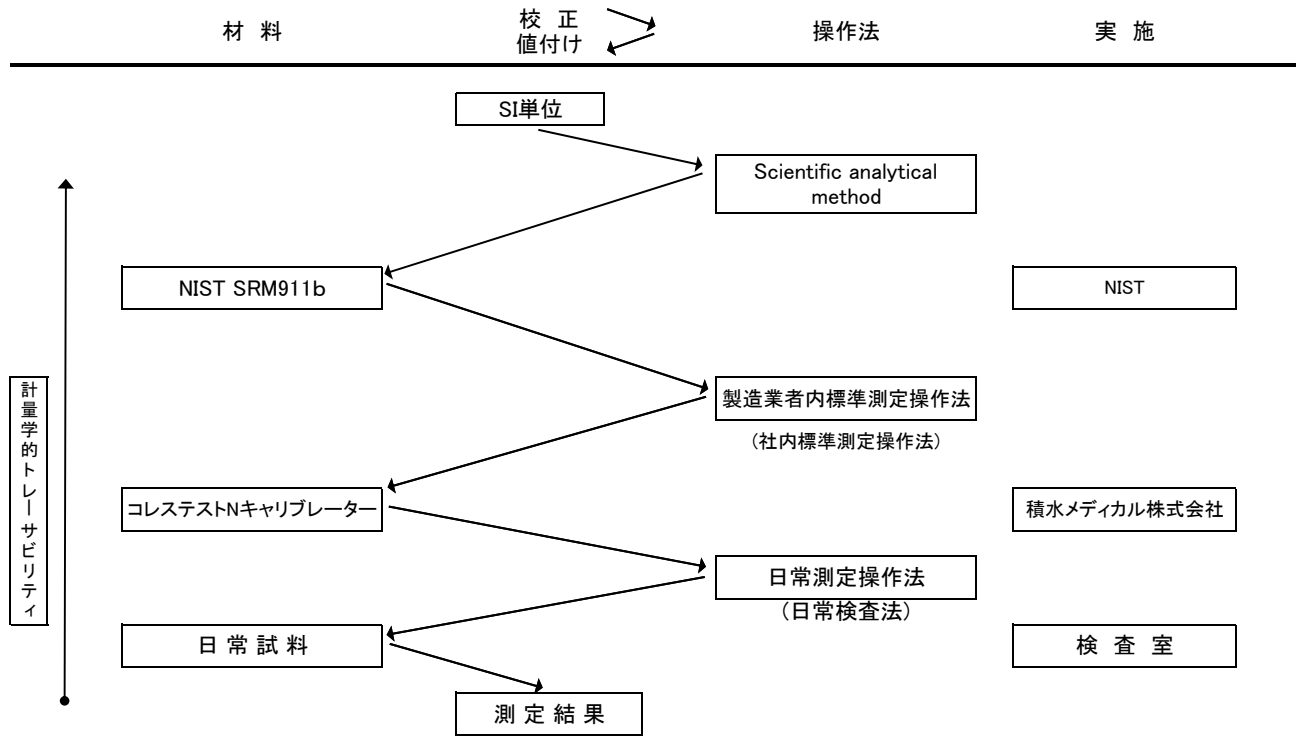 材 料
校 正
値付け
操作法
実 施
SI単位
Scientific analytical
method
NIST SRM911b
NIST
計量学的トレーサビリティ
製造業者内標準測定操作法
(社内標準測定操作法)
コレステストNキャリブレーター
積水メディカル株式会社
日常測定操作法
(日常検査法)
日 常 試 料
検 査 室
測 定 結 果